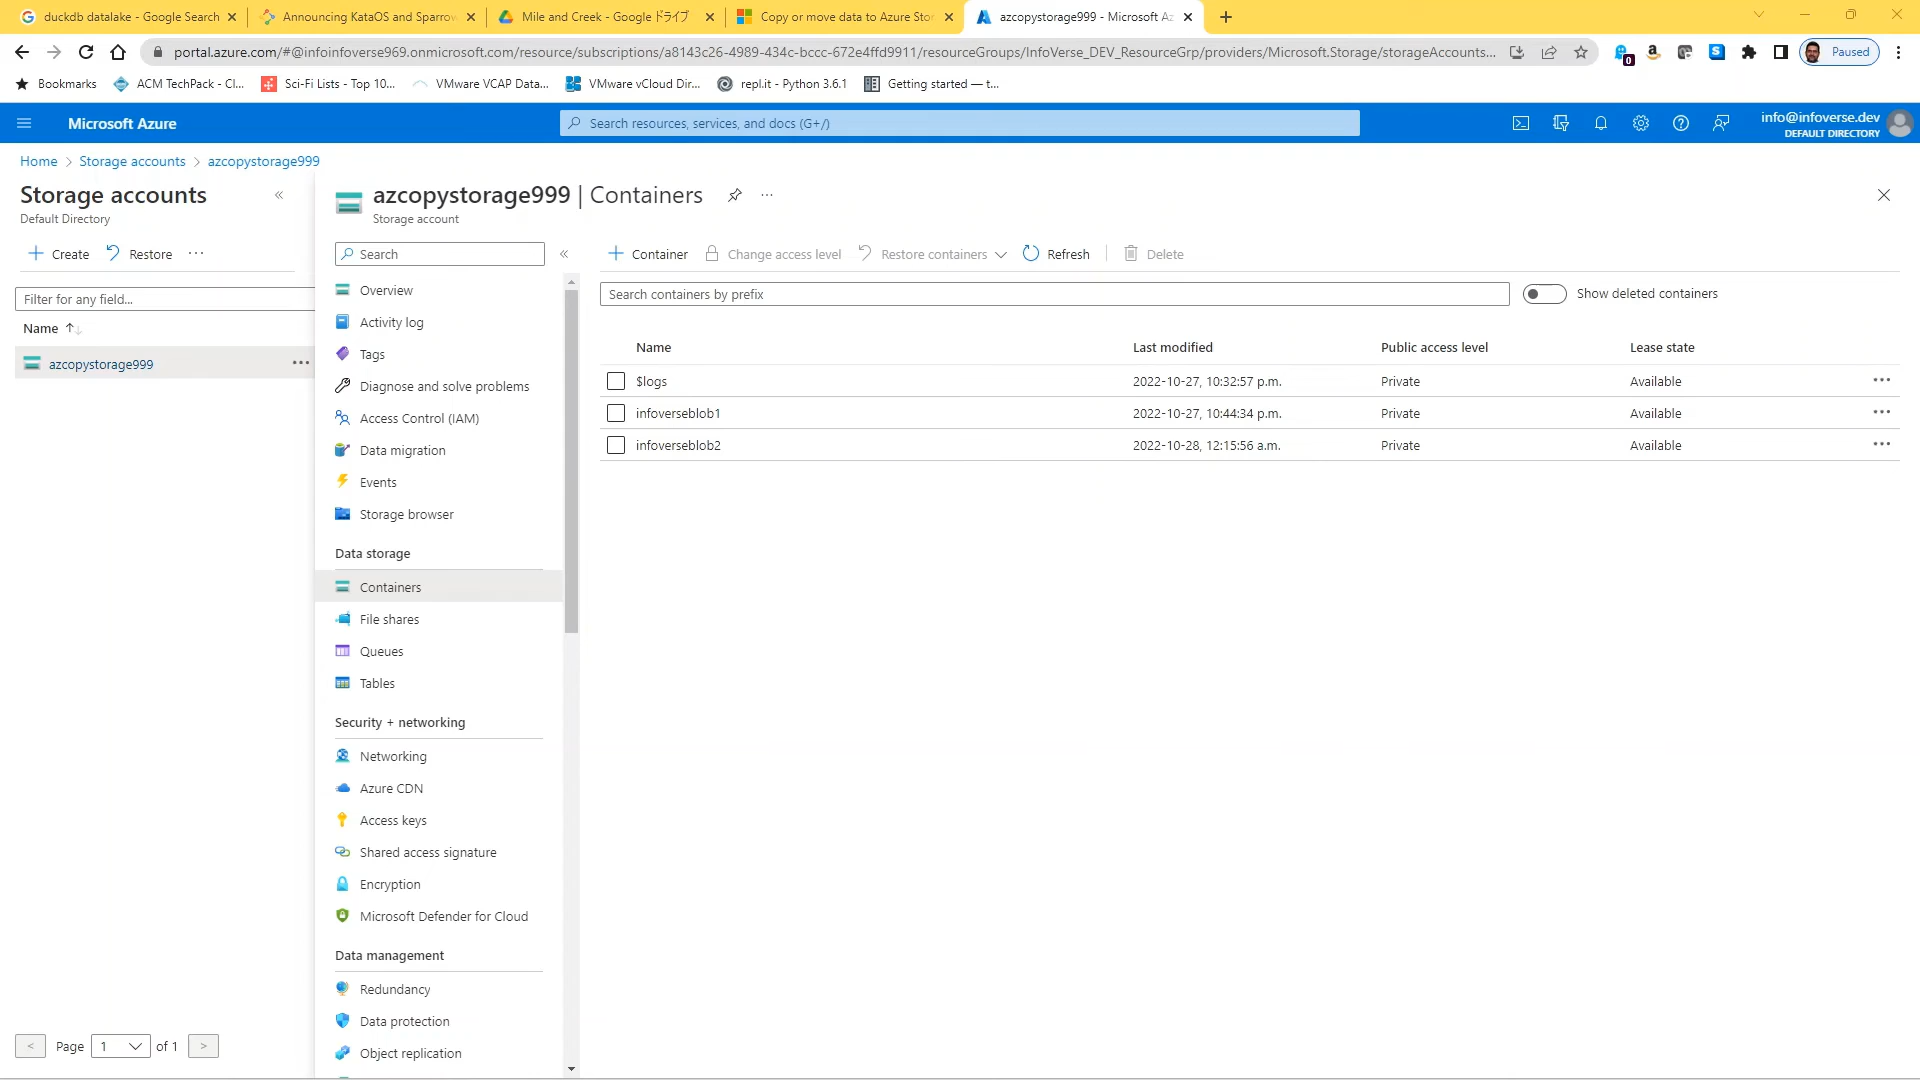 duckdb datalake - Google Search
Announcing KataOS and Sparrow
Mile and Creek - Google ドライブ
Copy or move data to Azure Stor
azcopystorage999 - Microsoft Az
portal.azure.com/#@infoinfoverse969.onmicrosoft.com/resource/subscriptions/a8143c26-4989-434c-bccc-672e4ffd9911/resourceGroups/InfoVerse_DEV_ResourceGrp/providers/Microsoft.Storage/storageAccounts...
0
Paused
Bookmarks
ACM TechPack - Cl...
Sci-Fi Lists - Top 10...
VMware VCAP Data...
VMware vCloud Dir...
repl.it - Python 3.6.1
Getting started — t...
Microsoft Azure
Search resources, services, and docs (G+/)
info@infoverse.dev
DEFAULT DIRECTORY
Home > Storage accounts > azcopystorage999
Storage accounts
Default Directory
+ Create
Restore
...
Filter for any field...
Name
azcopystorage999
...
< Page 1 of 1 >
azcopystorage999 | Containers
...
Storage account
Search
Overview
Activity log
Tags
Diagnose and solve problems
Access Control (IAM)
Data migration
Events
Storage browser
Data storage
Containers
File shares
Queues
Tables
Security + networking
Networking
Azure CDN
Access keys
Shared access signature
Encryption
Microsoft Defender for Cloud
Data management
Redundancy
Data protection
Object replication
+ Container
Change access level
Restore containers
Refresh
Delete
Search containers by prefix
Show deleted containers
Name Last modified Public access level Lease state
$logs 2022-10-27, 10:32:57 p.m. Private Available ...
infoverseblob1 2022-10-27, 10:44:34 p.m. Private Available ...
infoverseblob2 2022-10-28, 12:15:56 a.m. Private Available ...